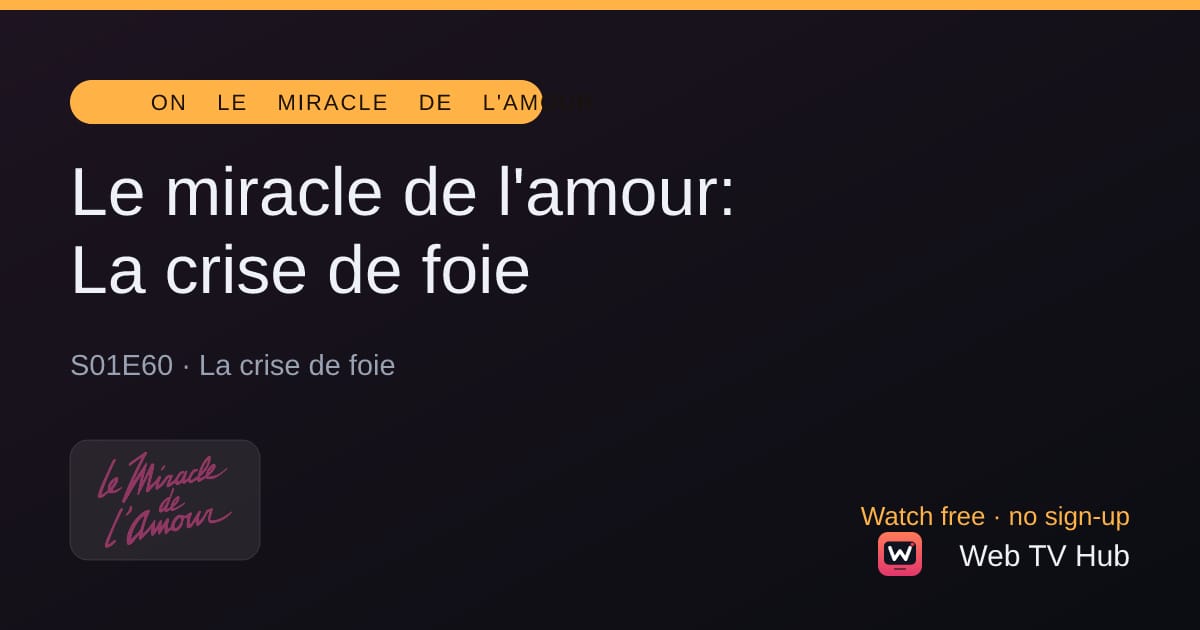 ON LE MIRACLE DE L'AMOUR
Le miracle de l'amour:
La crise de foie
S01E60 · La crise de foie
Le Miracle
de
l'Amour
Watch free · no sign-up
W
Web TV Hub